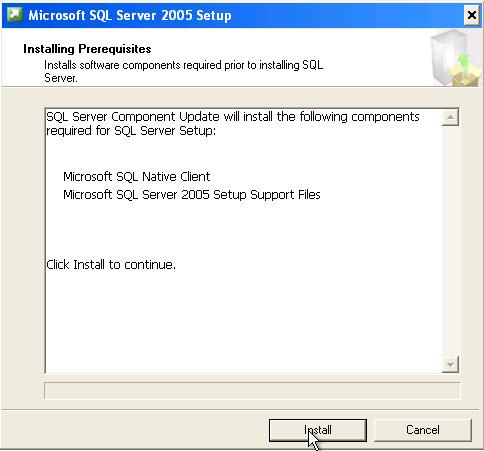 Microsoft SQL Server 2005 Setup
Installing Prerequisites
Installs software components required prior to installing SQL
Server.
SQL Server Component Update will install the following components
required for SQL Server Setup:
Microsoft SQL Native Client
Microsoft SQL Server 2005 Setup Support Files
Click Install to continue.
Install
Cancel